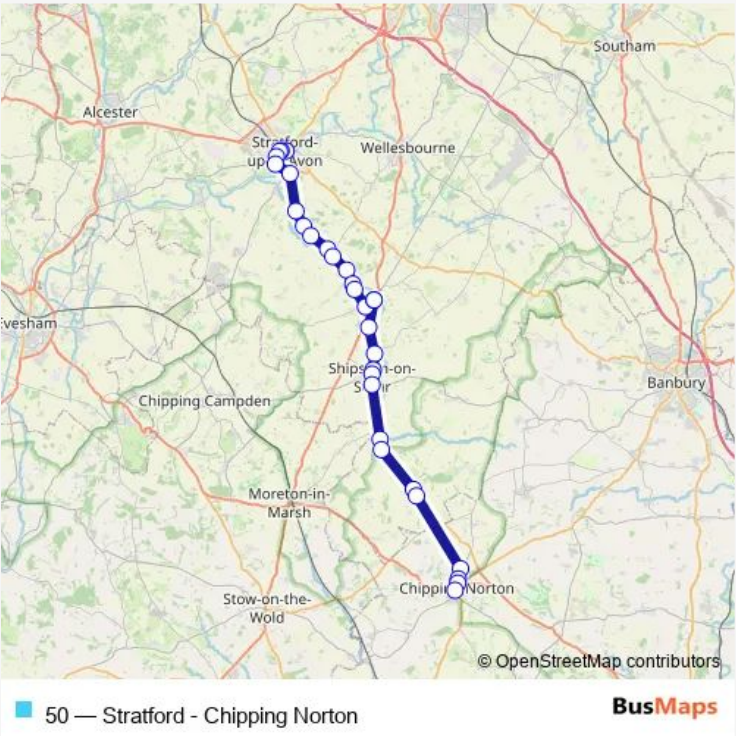 Southam
Alcester
Stratford-
upon-Avon
Wellesbourne
Evesham
Shipston-on-
Stour
Banbury
Chipping Campden
Moreton-in-
Marsh
Chipping Norton
Stow-on-the-
Wold
© OpenStreetMap contributors
50 — Stratford - Chipping Norton
BusMaps